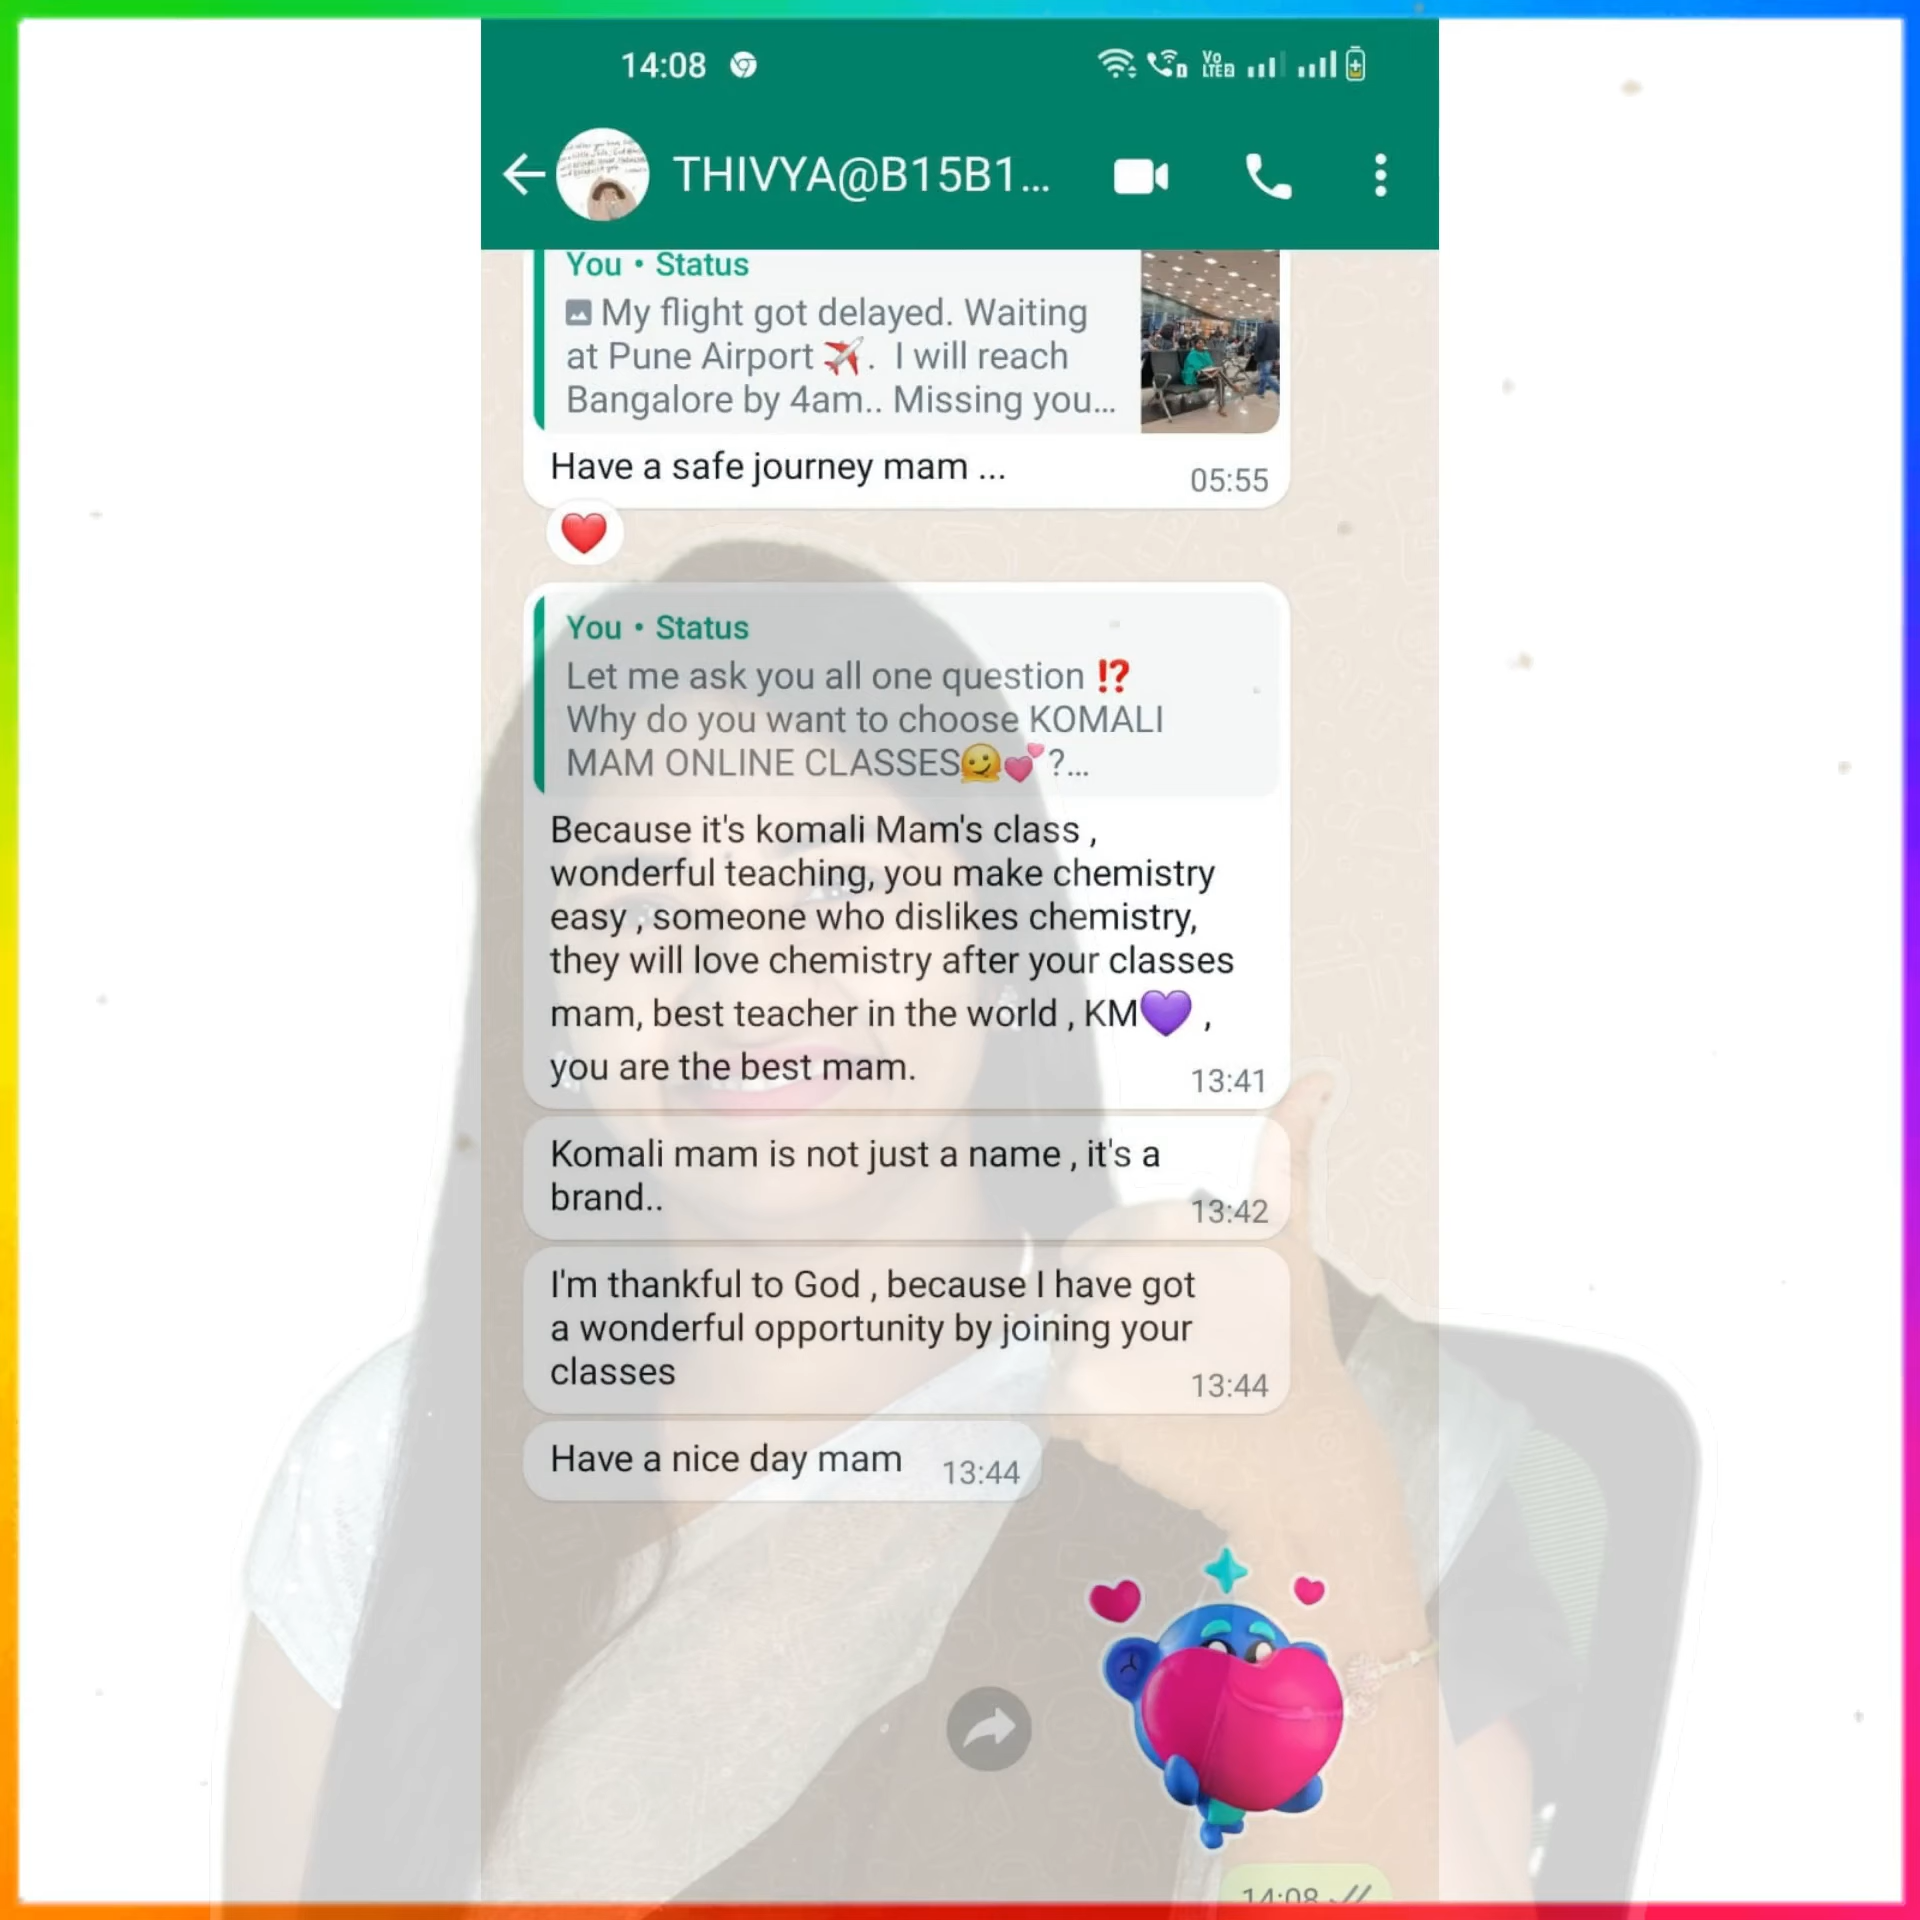 14:08
Vo
LTE2
THIVYA@B15B1...
You • Status
My flight got delayed. Waiting
at Pune Airport ✈️. I will reach
Bangalore by 4am.. Missing you...
Have a safe journey mam ...
05:55
❤️
You • Status
Let me ask you all one question ⁉️
Why do you want to choose KOMALI
MAM ONLINE CLASSES🫠💕?...
Because it's komali Mam's class ,
wonderful teaching, you make chemistry
easy , someone who dislikes chemistry,
they will love chemistry after your classes
mam, best teacher in the world , KM💜 ,
you are the best mam.
13:41
Komali mam is not just a name , it's a
brand..
13:42
I'm thankful to God , because I have got
a wonderful opportunity by joining your
classes
13:44
Have a nice day mam 13:44
14:08